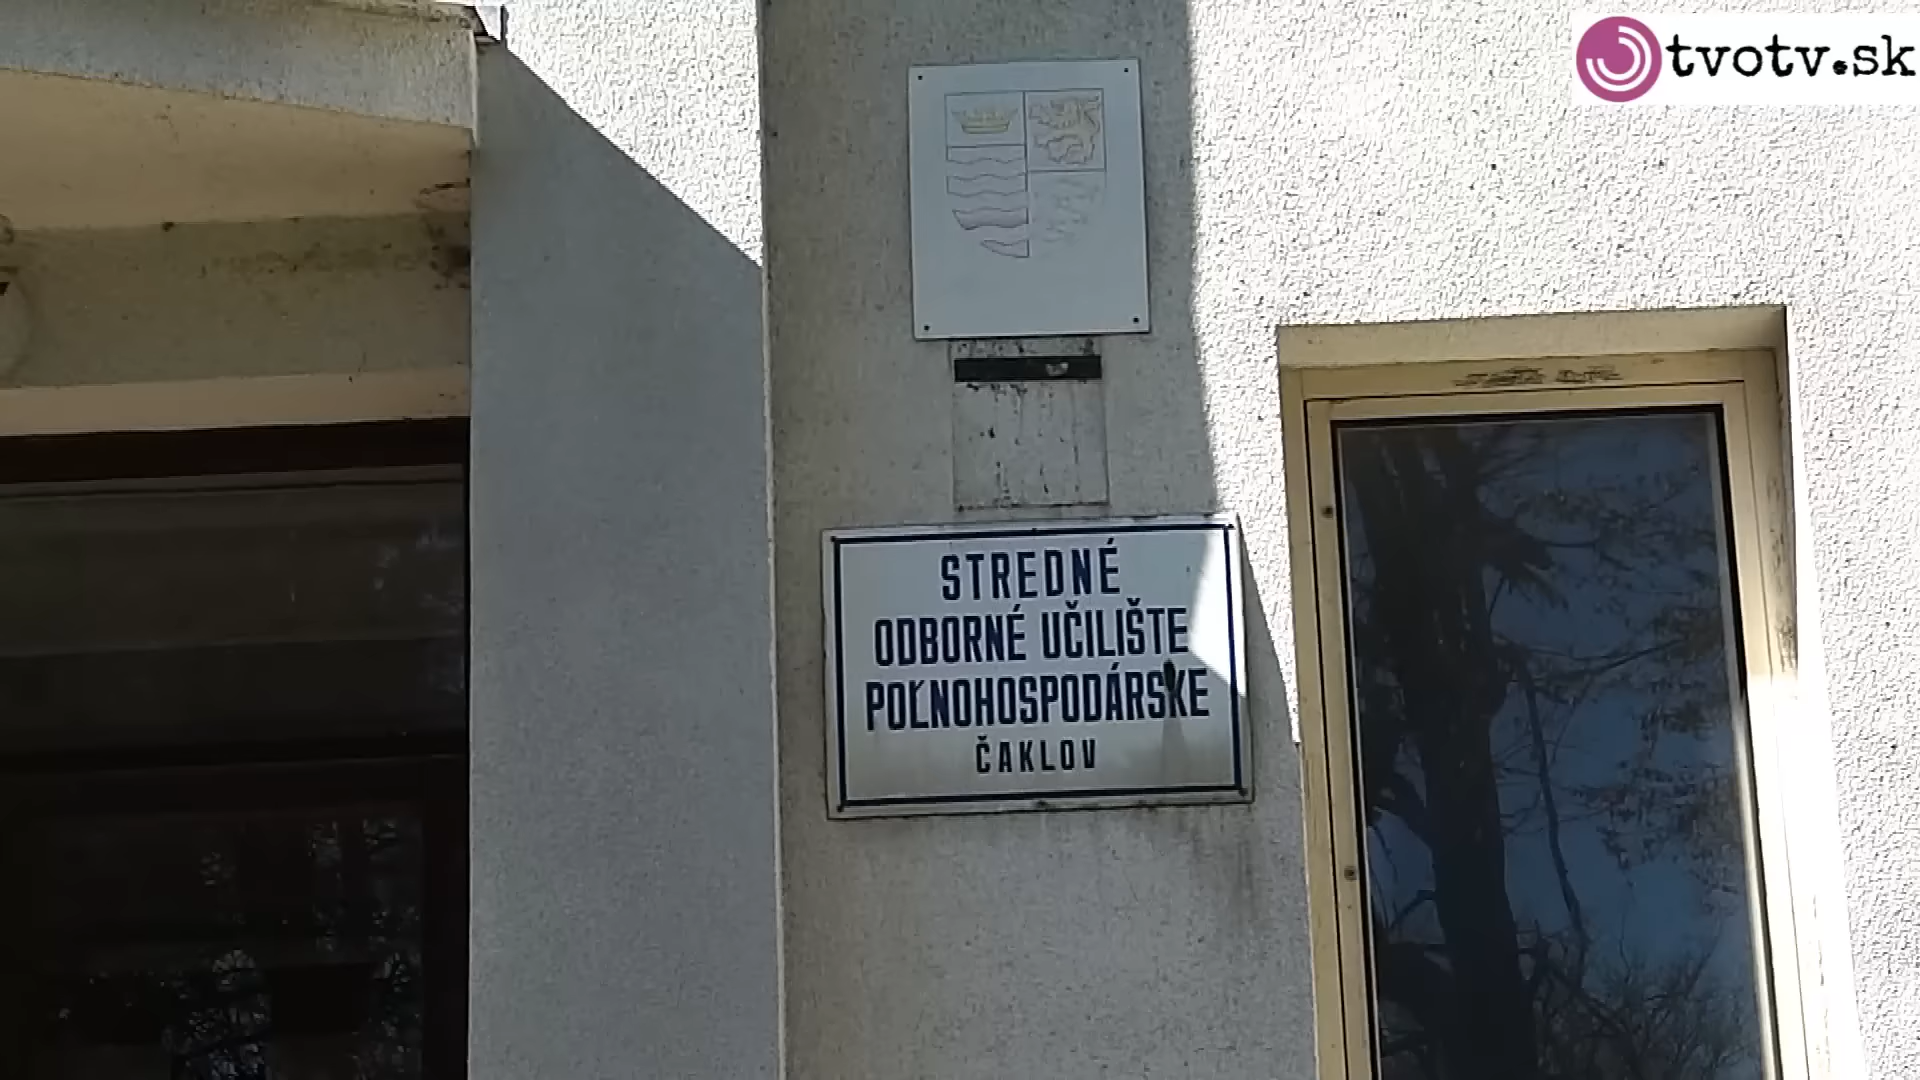 tvotv.sk
STREDNÉ
ODBORNÉ UČILIŠTE
POĽNOHOSPODÁRSKE
ČAKLOV